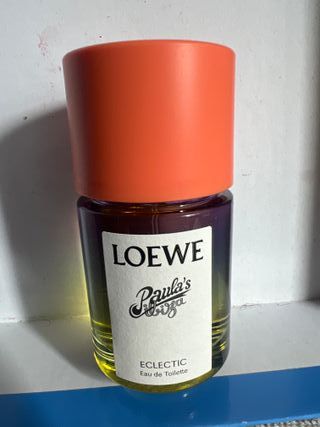 LOEWE
Paula's
Ibiza
ECLECTIC
Eau de Toilette